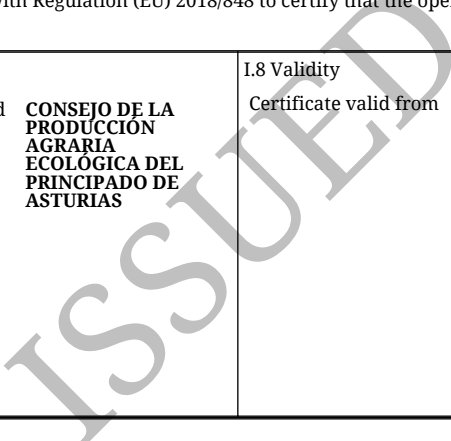 with Regulation (EU) 2018/848 to certify that the ope
I.8 Validity
Certificate valid from
CONSEJO DE LA
PRODUCCIÓN
AGRARIA
ECOLÓGICA DEL
PRINCIPADO DE
ASTURIAS
ISSUED